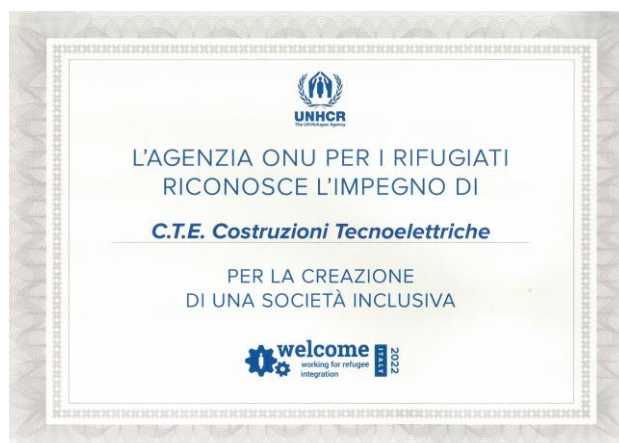 UNHCR
The UN Refugee Agency
L'AGENZIA ONU PER I RIFUGIATI
RICONOSCE L'IMPEGNO DI
C.T.E. Costruzioni Tecnoelettriche
PER LA CREAZIONE
DI UNA SOCIETÀ INCLUSIVA
welcome
working for refugee
integration
ITALY
2022